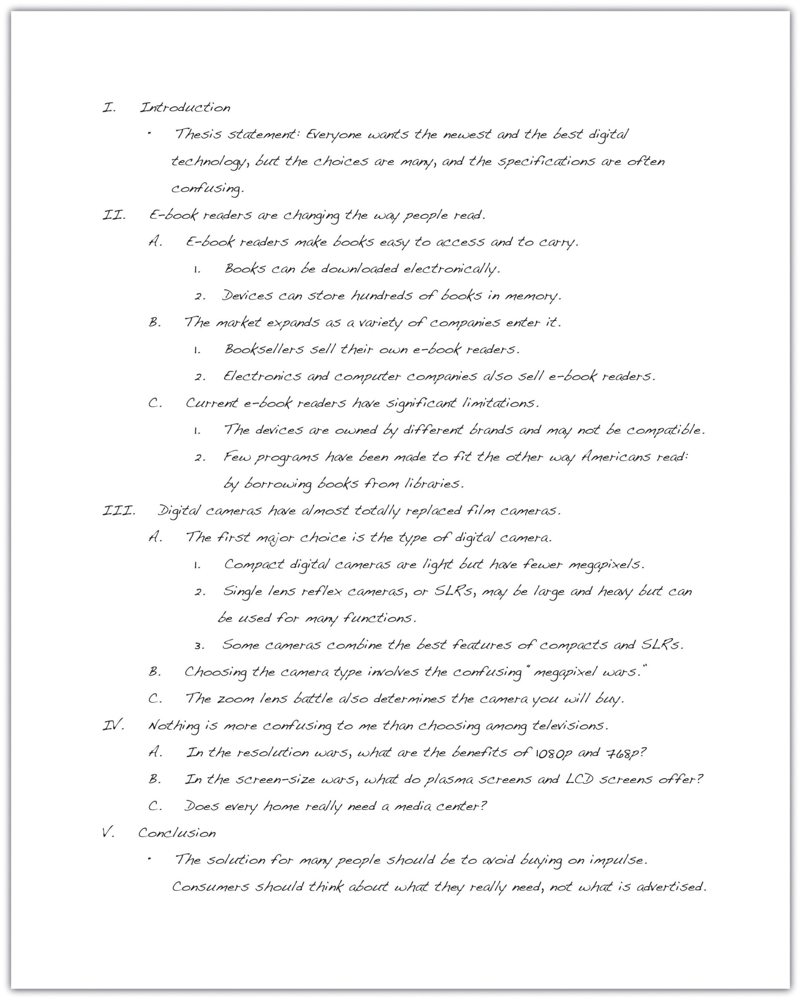 I. Introduction
• Thesis statement: Everyone wants the newest and the best digital
technology, but the choices are many, and the specifications are often
confusing.
II. E-book readers are changing the way people read.
A. E-book readers make books easy to access and to carry.
1. Books can be downloaded electronically.
2. Devices can store hundreds of books in memory.
B. The market expands as a variety of companies enter it.
1. Booksellers sell their own e-book readers.
2. Electronics and computer companies also sell e-book readers.
C. Current e-book readers have significant limitations.
1. The devices are owned by different brands and may not be compatible.
2. Few programs have been made to fit the other way Americans read:
by borrowing books from libraries.
III. Digital cameras have almost totally replaced film cameras.
A. The first major choice is the type of digital camera.
1. Compact digital cameras are light but have fewer megapixels.
2. Single lens reflex cameras, or SLRs, may be large and heavy but can
be used for many functions.
3. Some cameras combine the best features of compacts and SLRs.
B. Choosing the camera type involves the confusing "megapixel wars."
C. The zoom lens battle also determines the camera you will buy.
IV. Nothing is more confusing to me than choosing among televisions.
A. In the resolution wars, what are the benefits of 1080p and 768p?
B. In the screen-size wars, what do plasma screens and LCD screens offer?
C. Does every home really need a media center?
V. Conclusion
• The solution for many people should be to avoid buying on impulse.
Consumers should think about what they really need, not what is advertised.